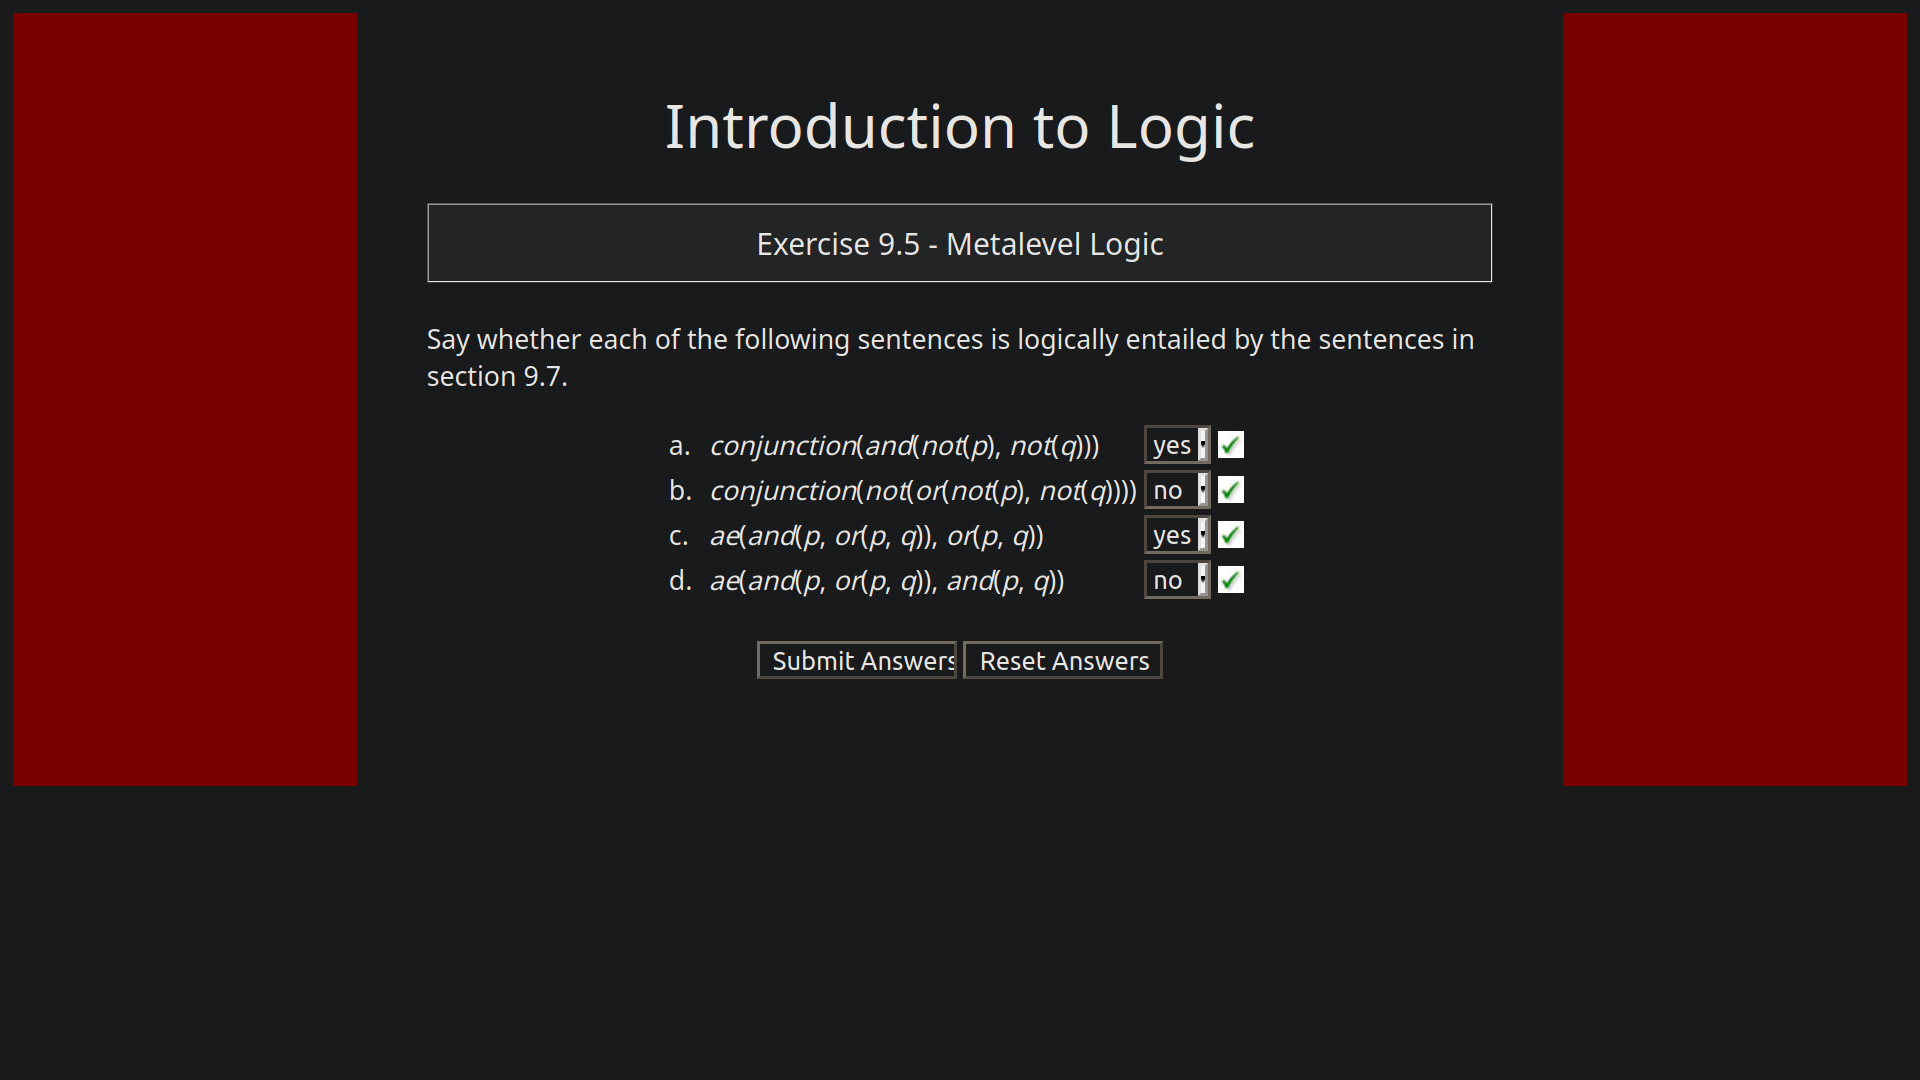 Introduction to Logic
Exercise 9.5 - Metalevel Logic
Say whether each of the following sentences is logically entailed by the sentences in
section 9.7.
a. conjunction(and(not(p), not(q))) yes
b. conjunction(not(or(not(p), not(q)))) no
c. ae(and(p, or(p, q)), or(p, q)) yes
d. ae(and(p, or(p, q)), and(p, q)) no
Submit Answers Reset Answers